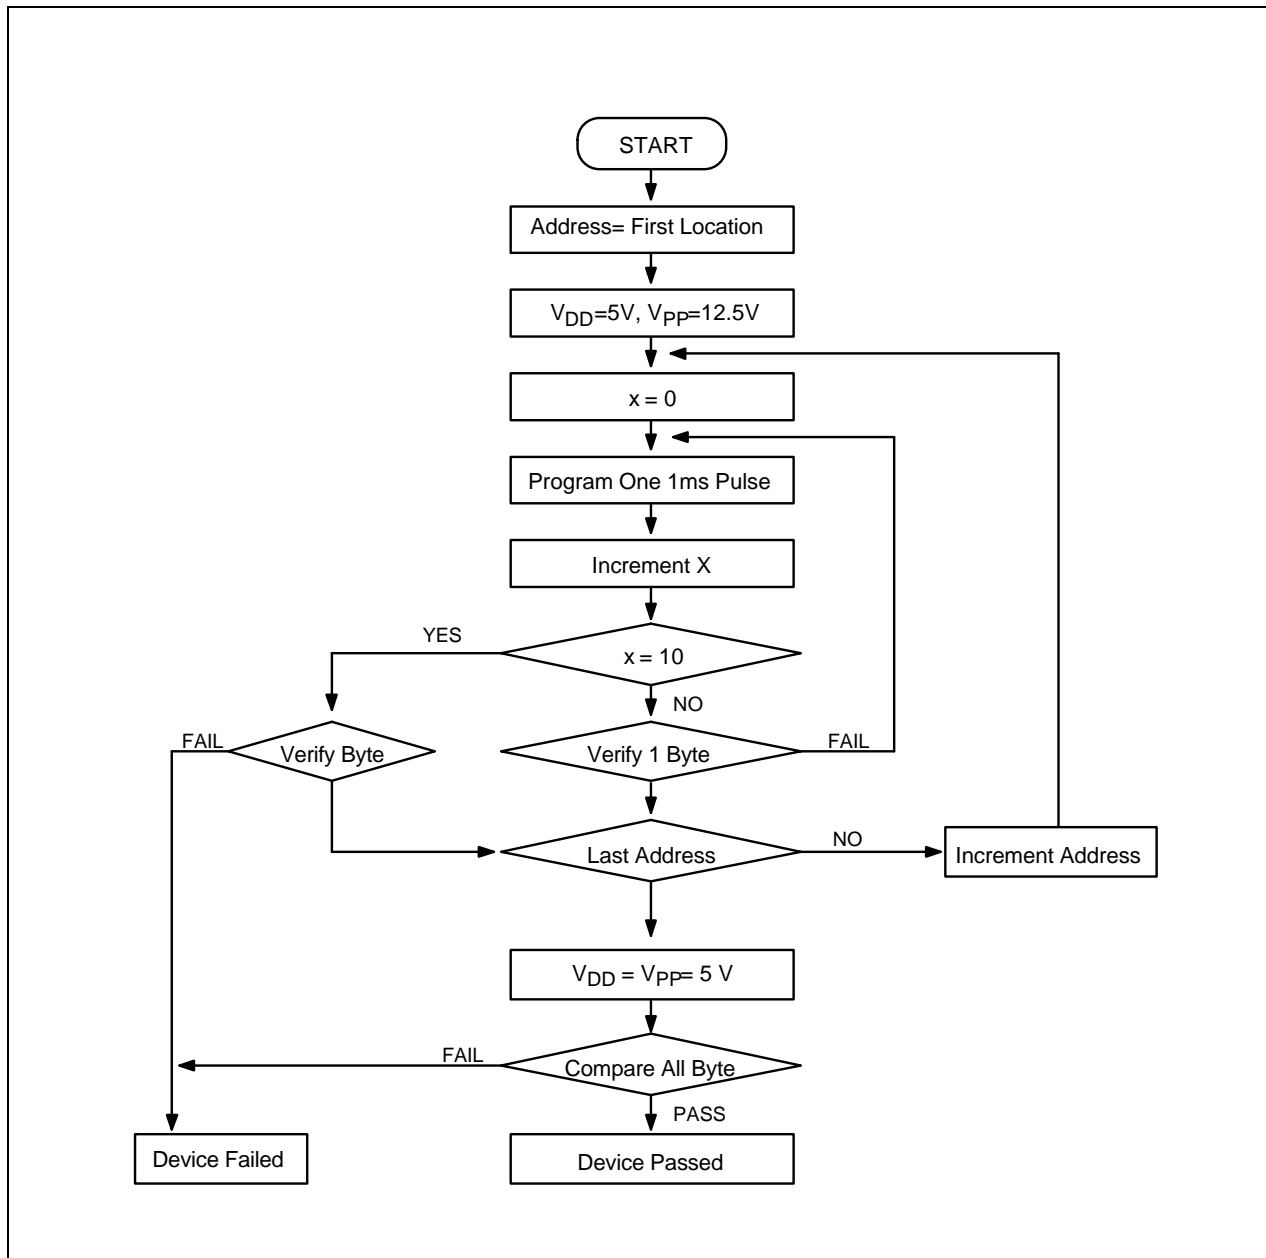 START
Address= First Location
VDD=5V, VPP=12.5V
x = 0
Program One 1ms Pulse
Increment X
YES
x = 10
NO
FAIL
Verify Byte
Verify 1 Byte
FAIL
Last Address
NO
Increment Address
VDD = VPP= 5 V
FAIL
Compare All Byte
PASS
Device Failed
Device Passed